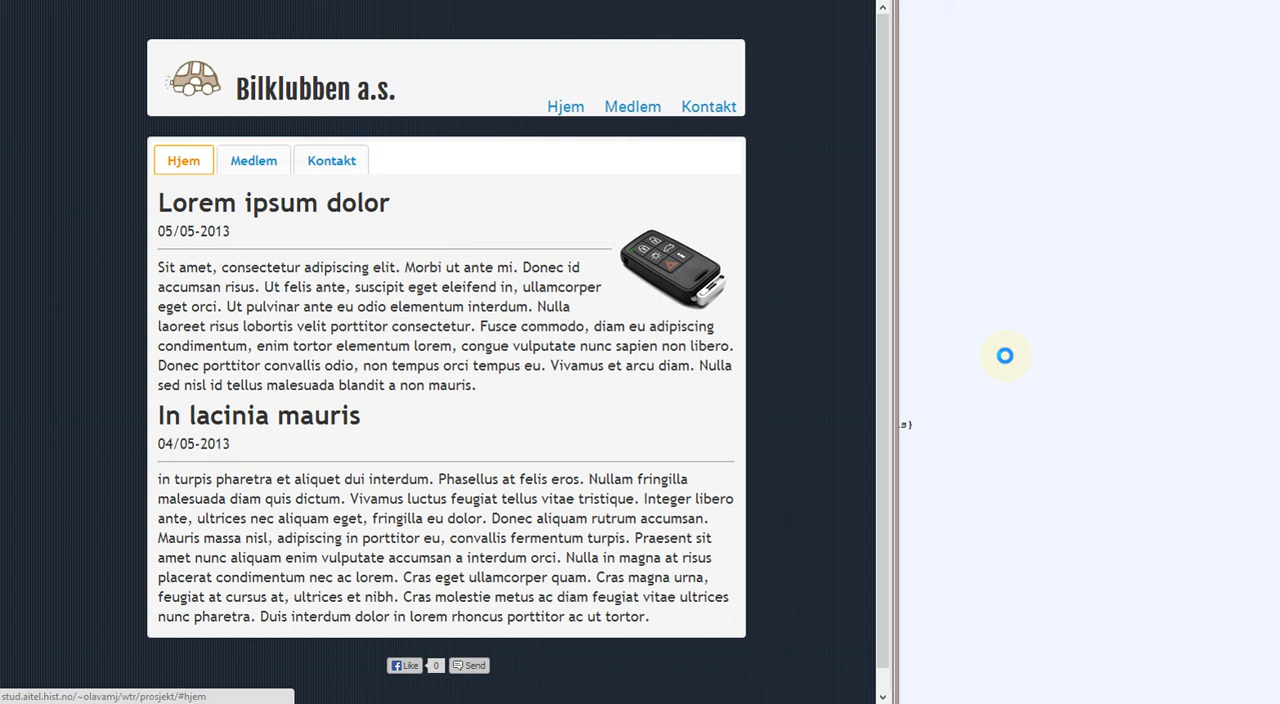 Bilklubben a.s.
Hjem Medlem Kontakt
Hjem Medlem Kontakt
Lorem ipsum dolor
05/05-2013
Sit amet, consectetur adipiscing elit. Morbi ut ante mi. Donec id
accumsan risus. Ut felis ante, suscipit eget eleifend in, ullamcorper
eget orci. Ut pulvinar ante eu odio elementum interdum. Nulla
laoreet risus lobortis velit porttitor consectetur. Fusce commodo, diam eu adipiscing
condimentum, enim tortor elementum lorem, congue vulputate nunc sapien non libero.
Donec porttitor convallis odio, non tempus orci tempus eu. Vivamus et arcu diam. Nulla
sed nisl id tellus malesuada blandit a non mauris.
In lacinia mauris
04/05-2013
in turpis pharetra et aliquet dui interdum. Phasellus at felis eros. Nullam fringilla
malesuada diam quis dictum. Vivamus luctus feugiat tellus vitae tristique. Integer libero
ante, ultrices nec aliquam eget, fringilla eu dolor. Donec aliquam rutrum accumsan.
Mauris massa nisl, adipiscing in porttitor eu, convallis fermentum turpis. Praesent sit
amet nunc aliquam enim vulputate accumsan a interdum orci. Nulla in magna at risus
placerat condimentum nec ac lorem. Cras eget ullamcorper quam. Cras magna urna,
feugiat at cursus at, ultrices et nibh. Cras molestie metus ac diam feugiat vitae ultrices
nunc pharetra. Duis interdum dolor in lorem rhoncus porttitor ac ut tortor.
Like 0 Send
stud.aitel.hist.no/~olavamj/wtr/prosjekt/#hjem